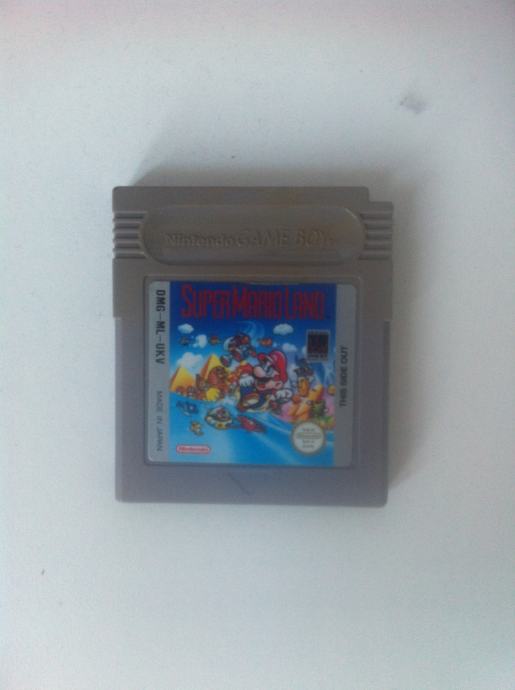 Nintendo GAME BOY
SUPER MARIO LAND
DMG-ML-UKV
MADE IN JAPAN
THIS SIDE OUT
Nintendo